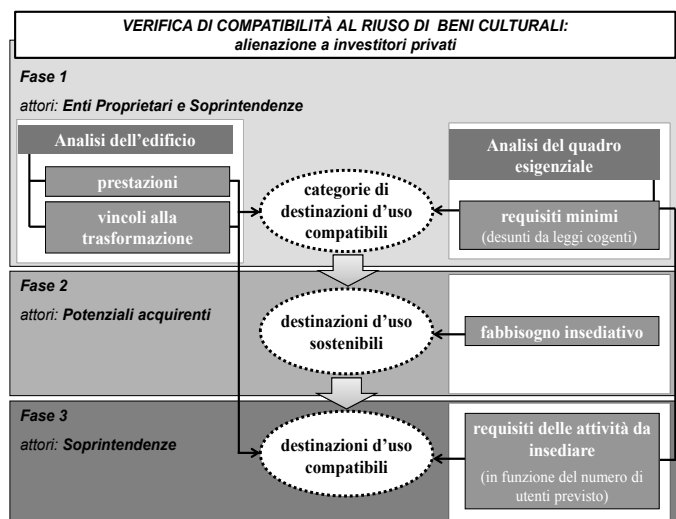 VERIFICA DI COMPATIBILITÀ AL RIUSO DI BENI CULTURALI:
alienazione a investitori privati
Fase 1
attori: Enti Proprietari e Soprintendenze
Analisi dell'edificio
prestazioni
vincoli alla
trasformazione
categorie di
destinazioni d'uso
compatibili
Analisi del quadro
esigenziale
requisiti minimi
(desunti da leggi cogenti)
Fase 2
attori: Potenziali acquirenti
destinazioni d'uso
sostenibili
fabbisogno insediativo
Fase 3
attori: Soprintendenze
destinazioni d'uso
compatibili
requisiti delle attività da
insediare
(in funzione del numero di
utenti previsto)